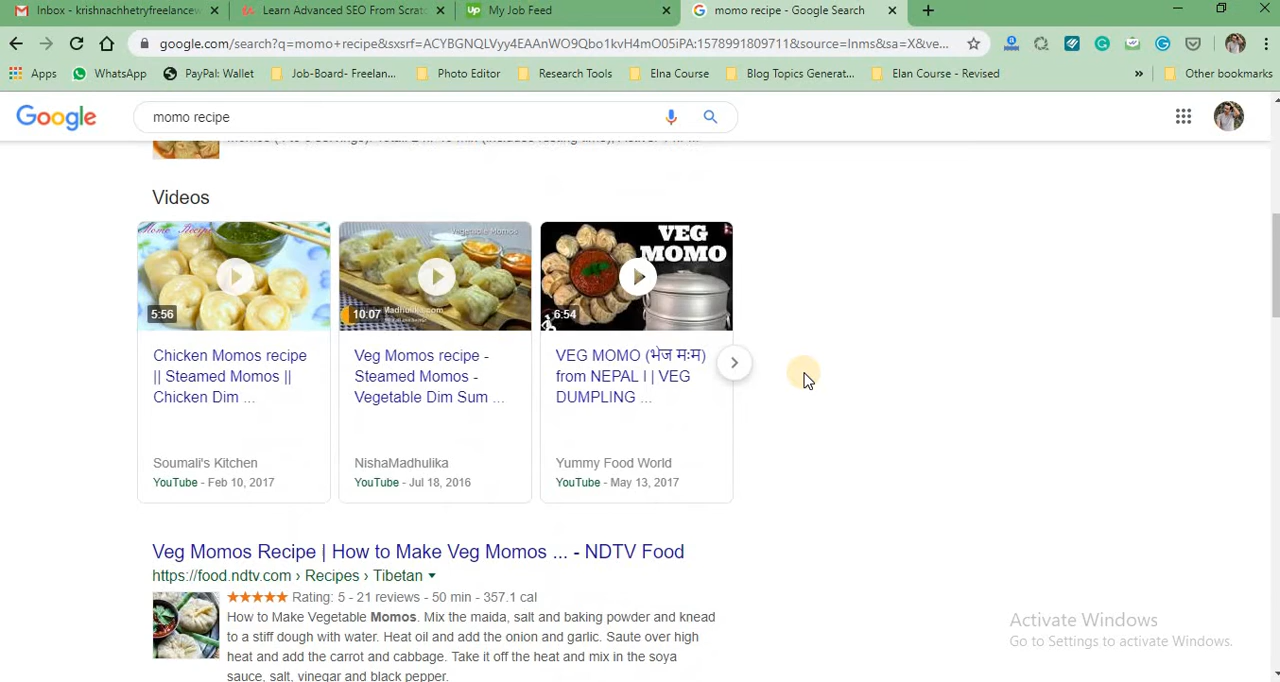 Inbox - krishnachhetryfreelancew
Learn Advanced SEO From Scratc
My Job Feed
momo recipe - Google Search
google.com/search?q=momo+recipe&sxsrf=ACYBGNQLVyy4EAAnWO9Qbo1kvH4mO05iPA:1578991809711&source=lnms&sa=X&ve...
Apps
WhatsApp
PayPal: Wallet
Job-Board- Freelan...
Photo Editor
Research Tools
Elna Course
Blog Topics Generat...
Elan Course - Revised
»
Other bookmarks
Google
momo recipe
Videos
Momo Recipe
5:56
Vegetable Momos
10:07
Madhulika.com
VEG
MOMO
6:54
Chicken Momos recipe
|| Steamed Momos ||
Chicken Dim ...
Soumali's Kitchen
YouTube - Feb 10, 2017
Veg Momos recipe -
Steamed Momos -
Vegetable Dim Sum ...
NishaMadhulika
YouTube - Jul 18, 2016
VEG MOMO (भेज मःम)
from NEPAL I | VEG
DUMPLING ...
Yummy Food World
YouTube - May 13, 2017
Veg Momos Recipe | How to Make Veg Momos ... - NDTV Food
https://food.ndtv.com › Recipes › Tibetan
Rating: 5 - 21 reviews - 50 min - 357.1 cal
How to Make Vegetable Momos. Mix the maida, salt and baking powder and knead
to a stiff dough with water. Heat oil and add the onion and garlic. Saute over high
heat and add the carrot and cabbage. Take it off the heat and mix in the soya
sauce, salt, vinegar and black pepper.
Activate Windows
Go to Settings to activate Windows.